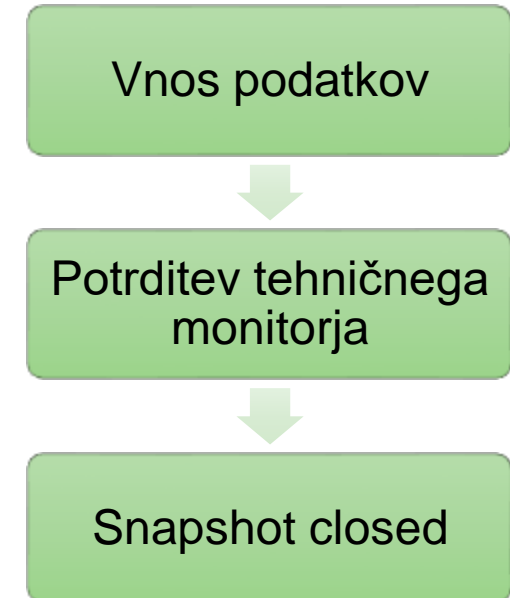 Vnos podatkov
Potrditev tehničnega
monitorja
Snapshot closed